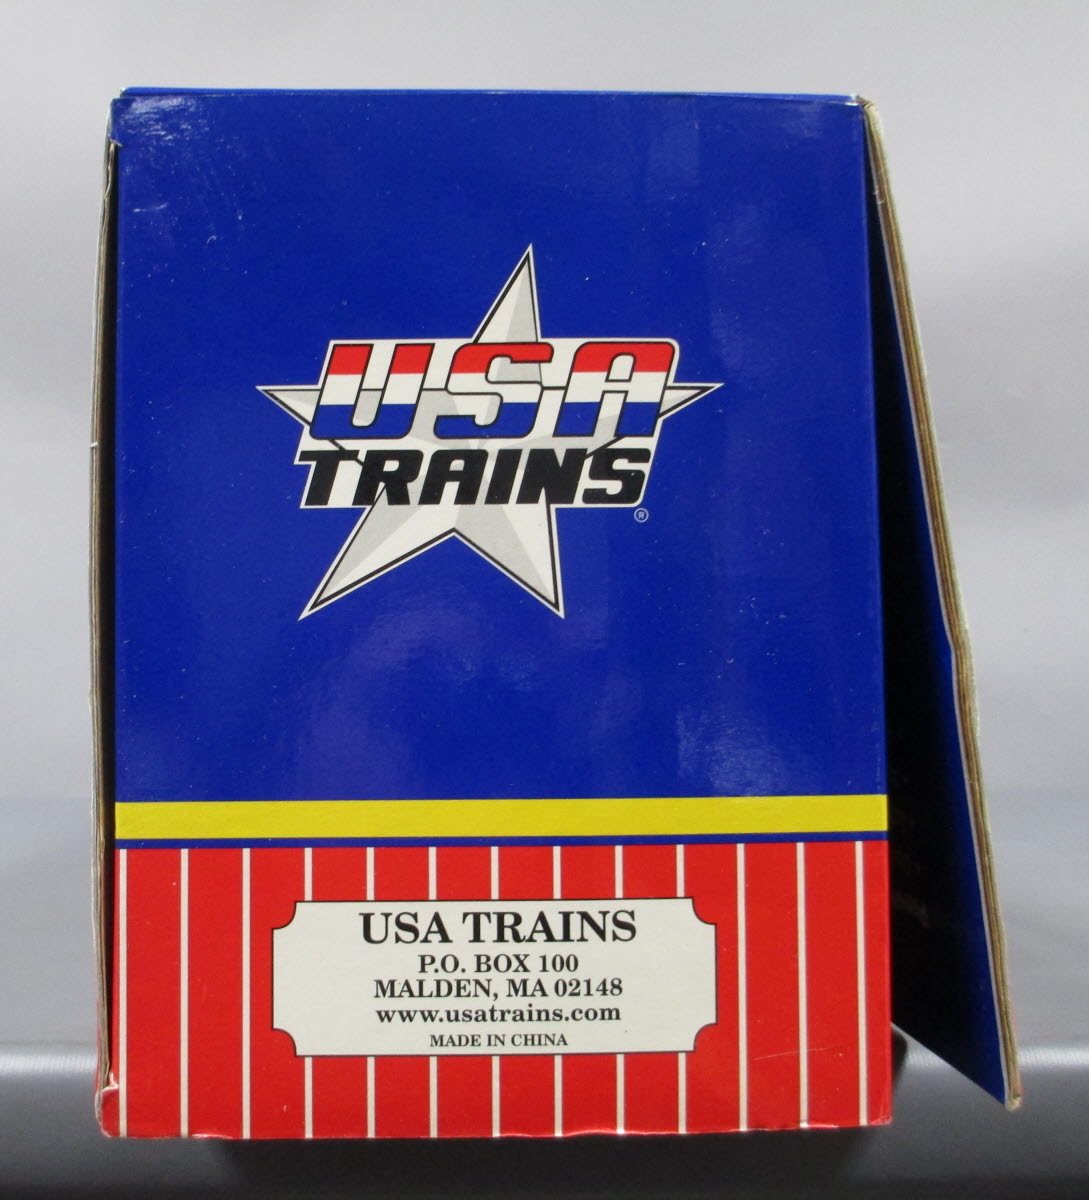 USA
TRAINS
®
USA TRAINS
P.O. BOX 100
MALDEN, MA 02148
www.usatrains.com
MADE IN CHINA